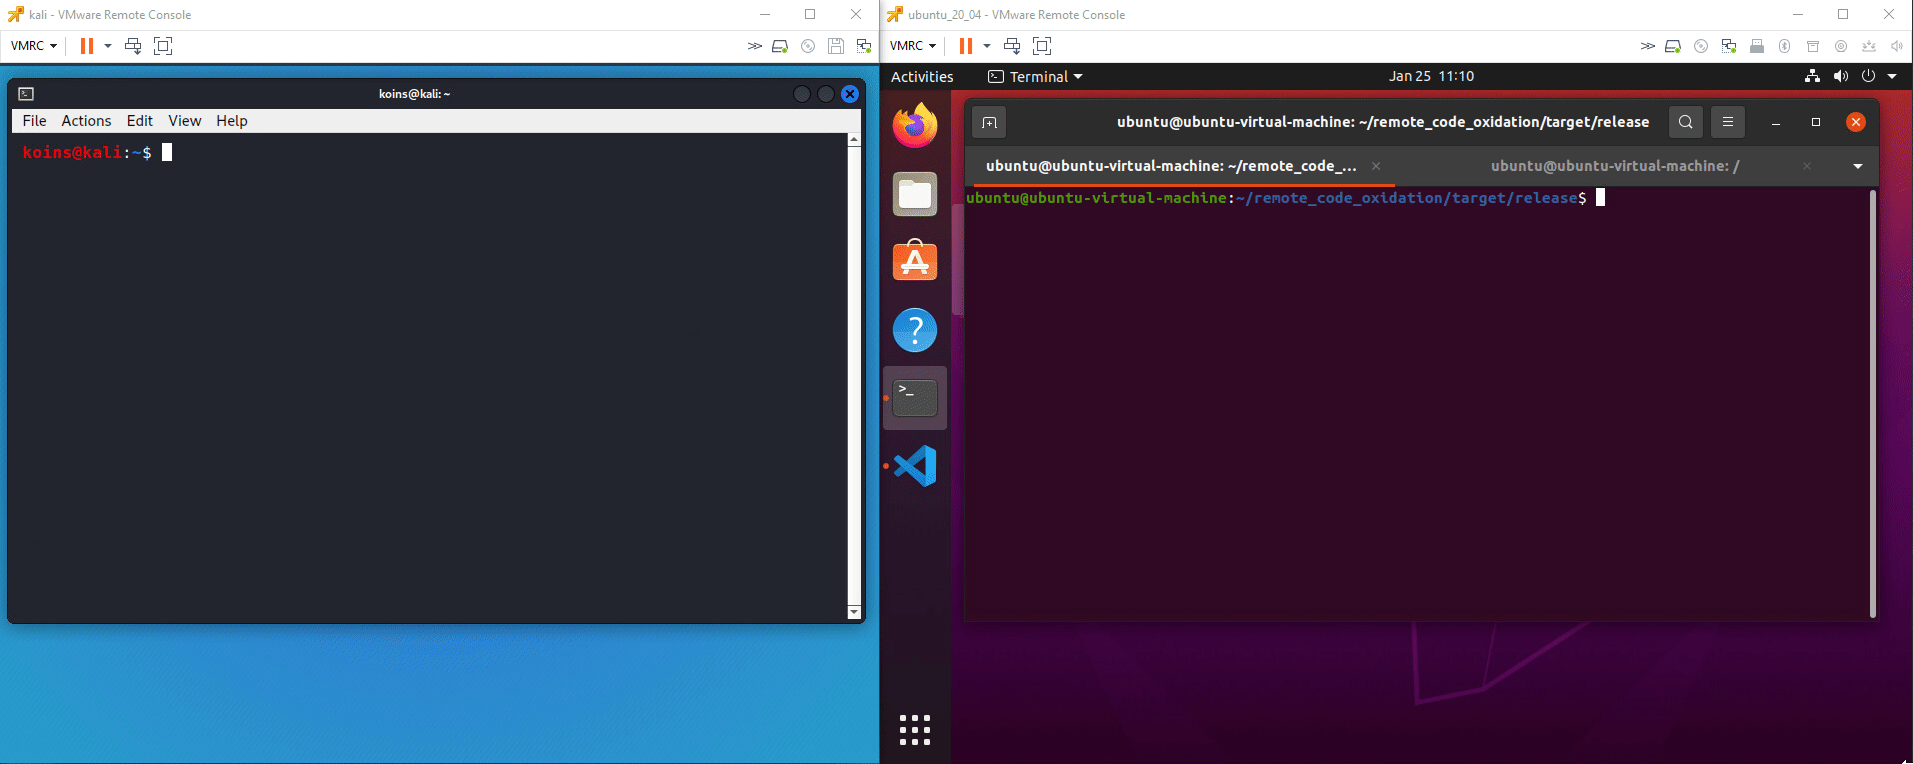 kali - VMware Remote Console
VMRC
koins@kali: ~
File Actions Edit View Help
koins@kali:~$
ubuntu_20_04 - VMware Remote Console
VMRC
Activities Terminal Jan 25 11:10
ubuntu@ubuntu-virtual-machine: ~/remote_code_oxidation/target/release
ubuntu@ubuntu-virtual-machine: ~/remote_code_... ubuntu@ubuntu-virtual-machine: /
ubuntu@ubuntu-virtual-machine:~/remote_code_oxidation/target/release$